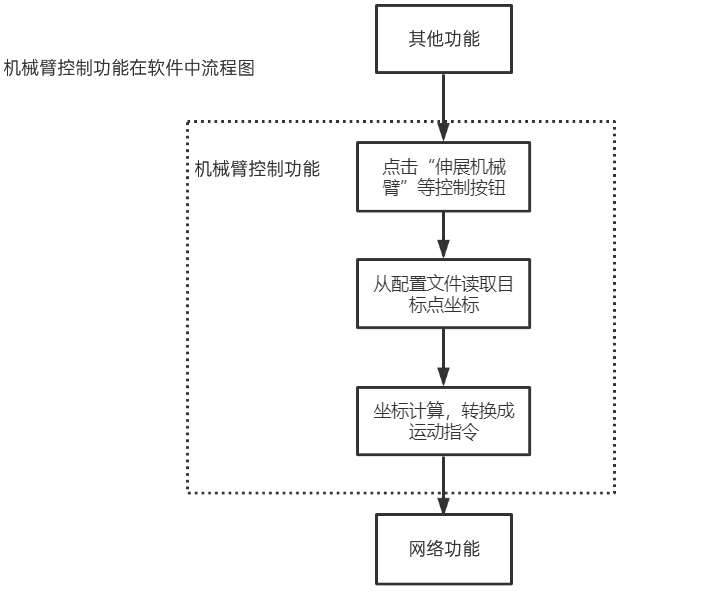 其他功能
机械臂控制功能在软件中流程图
机械臂控制功能
点击“伸展机械
臂”等控制按钮
从配置文件读取目
标点坐标
坐标计算，转换成
运动指令
网络功能